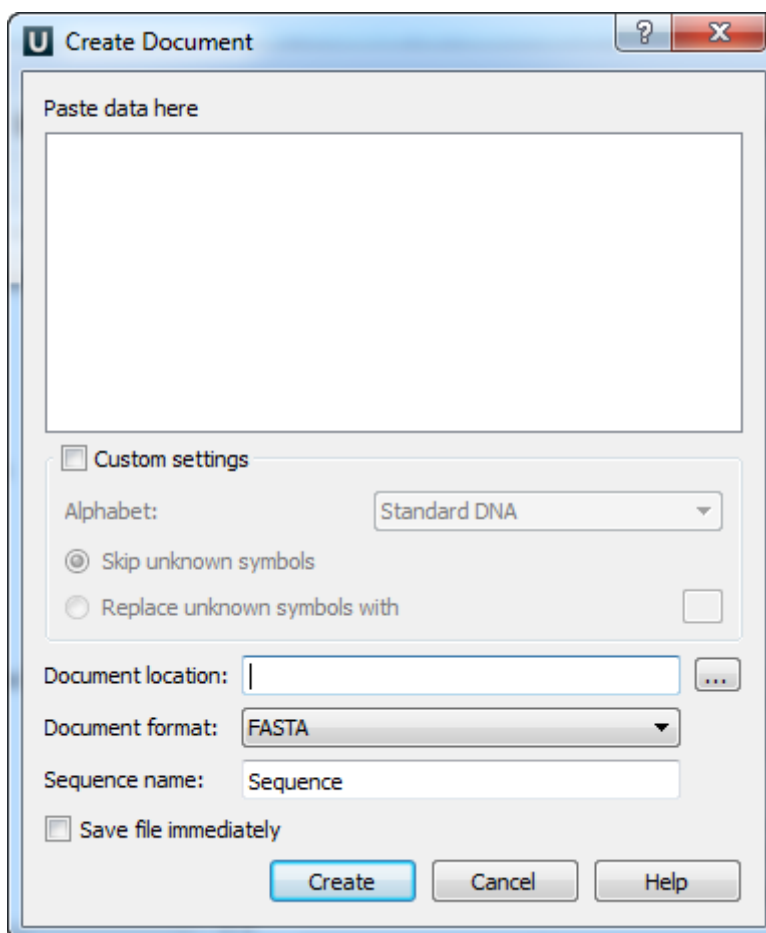 U Create Document ? X
Paste data here
Custom settings
Alphabet: Standard DNA
Skip unknown symbols
Replace unknown symbols with
Document location: ...
Document format: FASTA
Sequence name: Sequence
Save file immediately
Create Cancel Help